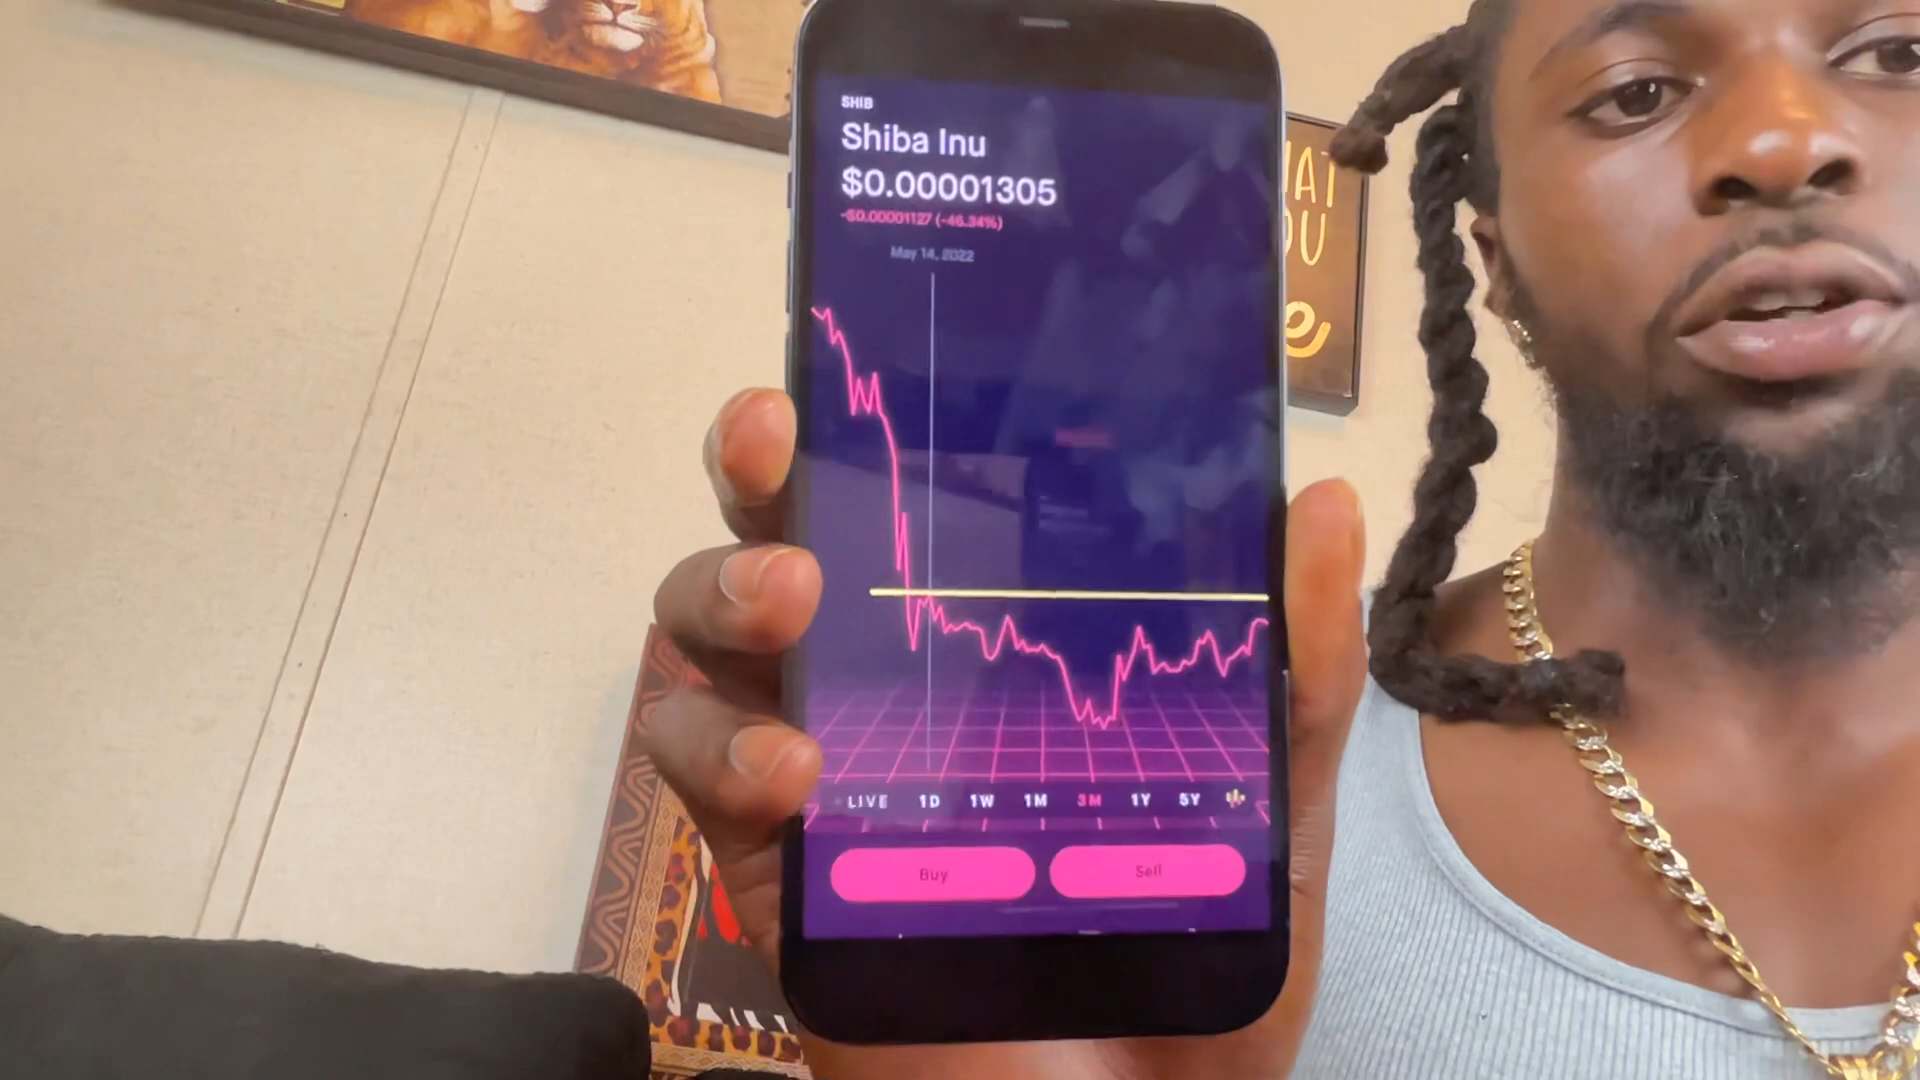 SHIB
Shiba Inu
$0.00001305
-$0.00001127 (-46.34%)
May 14, 2022
LIVE 1D 1W 1M 3M 1Y 5Y
Buy Sell
OU
e